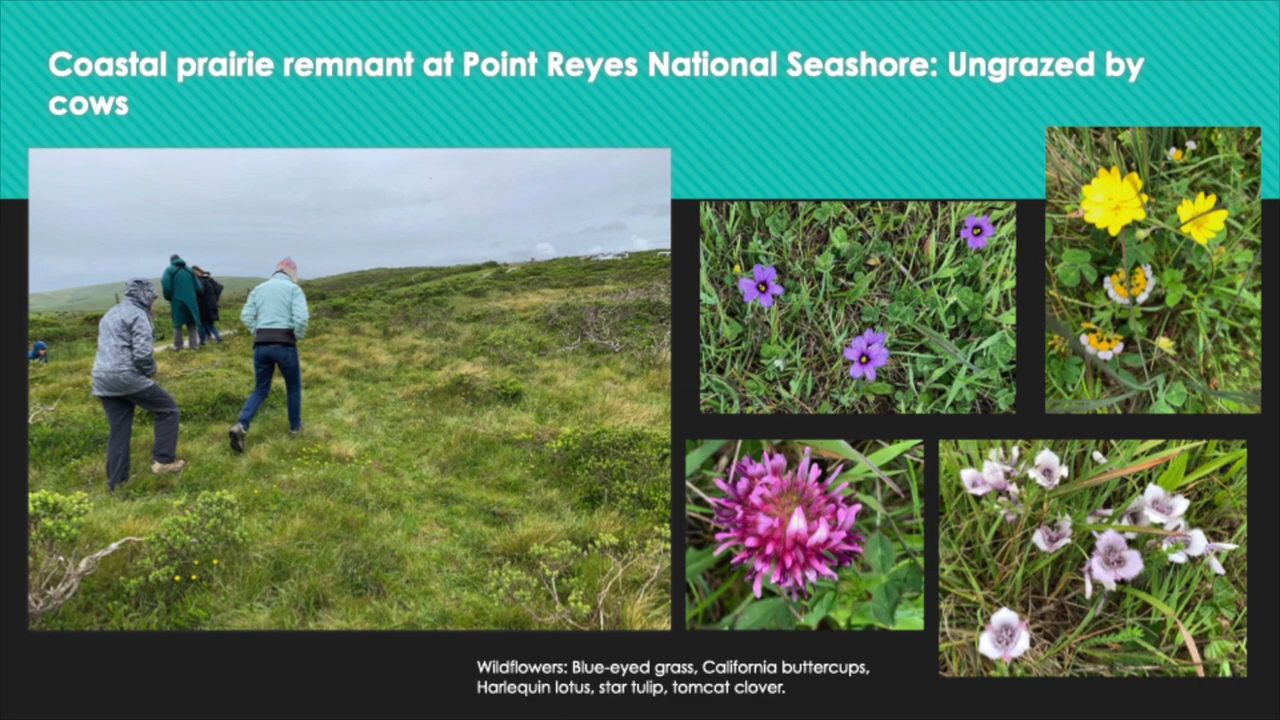 Coastal prairie remnant at Point Reyes National Seashore: Ungrazed by
cows
Wildflowers: Blue-eyed grass, California buttercups,
Harlequin lotus, star tulip, tomcat clover.